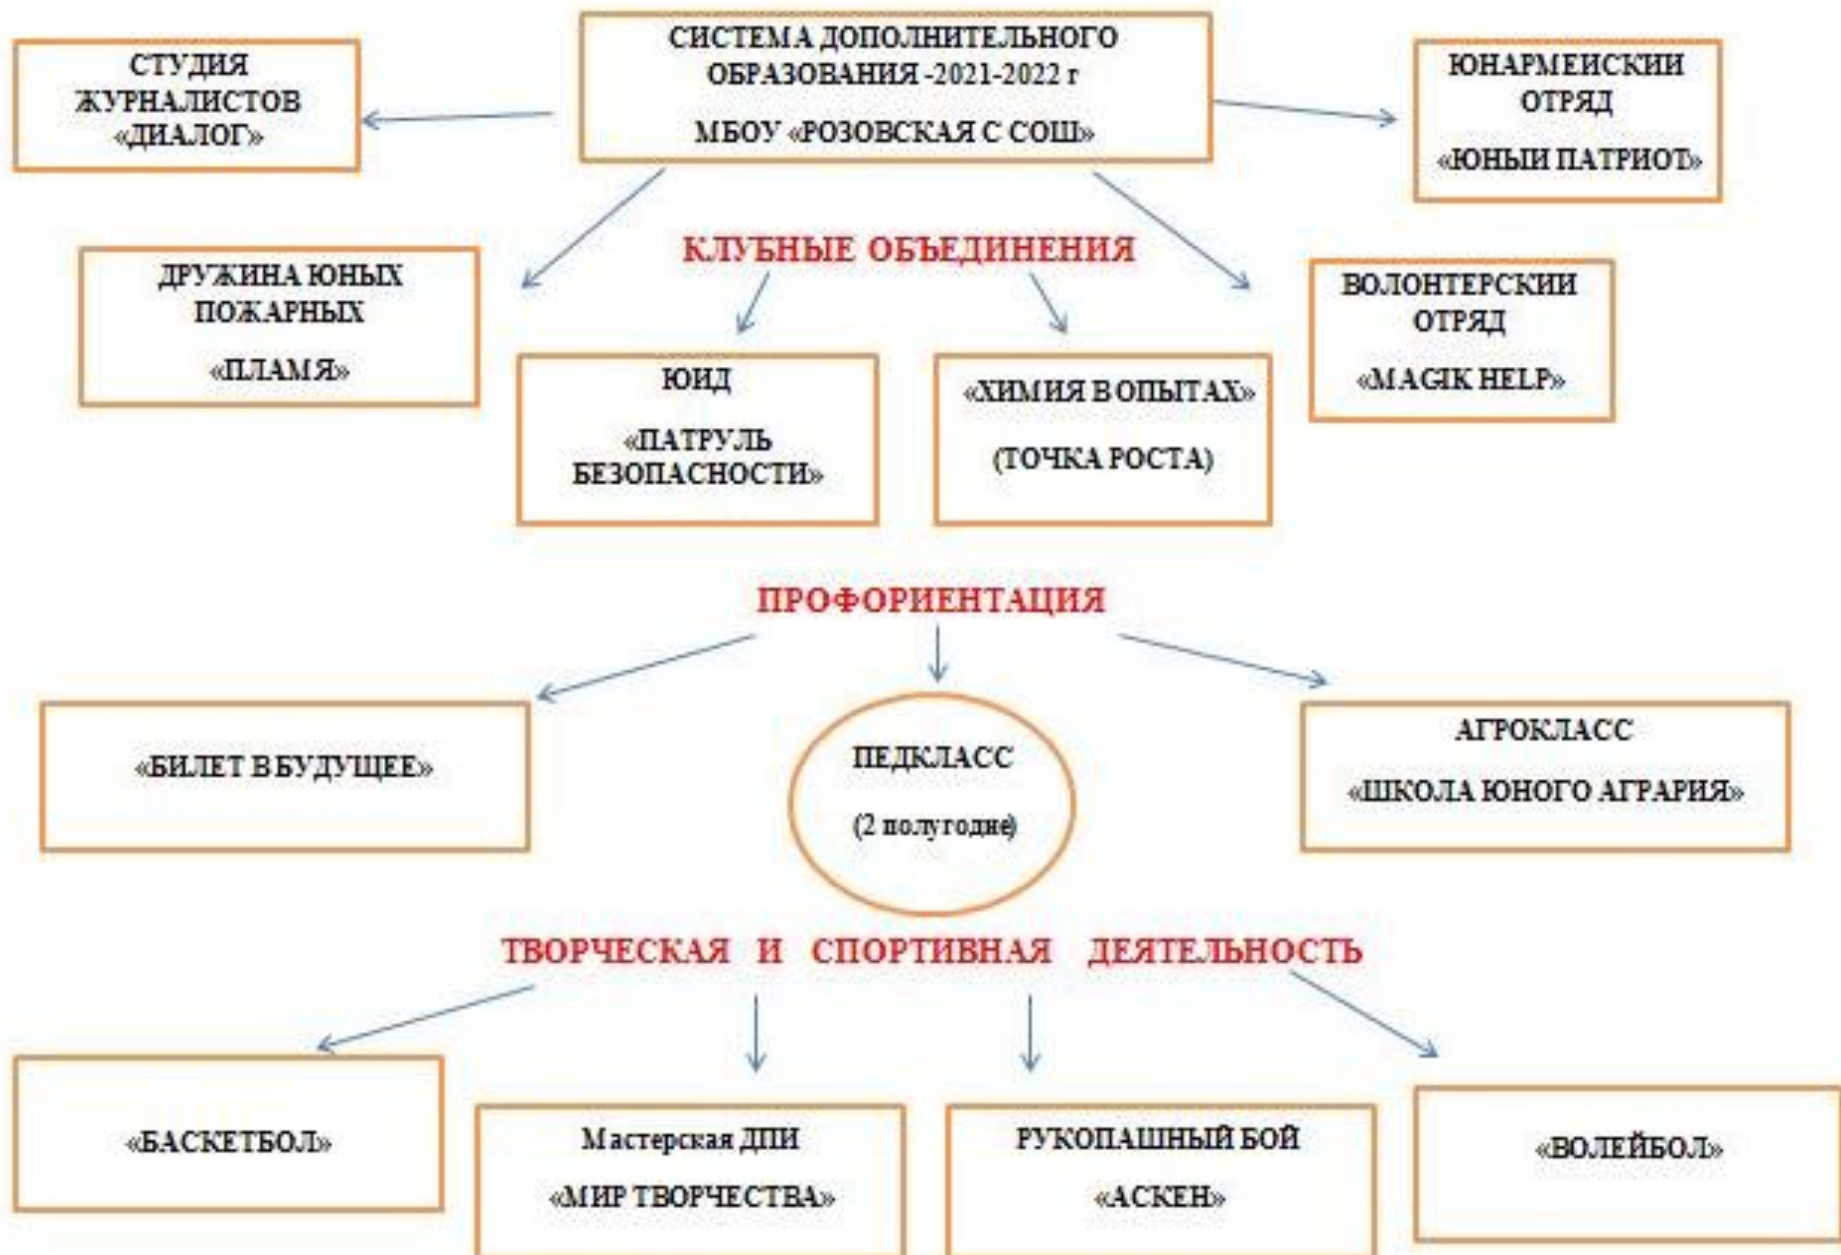 СТУДИЯ
ЖУРНАЛИСТОВ
«ДИАЛОГ»
СИСТЕМА ДОПОЛНИТЕЛЬНОГО
ОБРАЗОВАНИЯ -2021-2022 г
МБОУ «РОЗОВСКАЯ С СОШ»
ЮНАРМЕЙСКИЙ
ОТРЯД
«ЮНЫЙ ПАТРИОТ»
КЛУБНЫЕ ОБЪЕДИНЕНИЯ
ДРУЖИНА ЮНЫХ
ПОЖАРНЫХ
«ПЛАМЯ»
ЮИД
«ПАТРУЛЬ
БЕЗОПАСНОСТИ»
«ХИМИЯ В ОПЫТАХ»
(ТОЧКА РОСТА)
ВОЛОНТЕРСКИЙ
ОТРЯД
«MAGIK HELP»
ПРОФОРИЕНТАЦИЯ
«БИЛЕТ В БУДУЩЕЕ»
ПЕДКЛАСС
(2 полугодие)
АГРОКЛАСС
«ШКОЛА ЮНОГО АГРАРИЯ»
ТВОРЧЕСКАЯ И СПОРТИВНАЯ ДЕЯТЕЛЬНОСТЬ
«БАСКЕТБОЛ»
Мастерская ДПИ
«МИР ТВОРЧЕСТВА»
РУКОПАШНЫЙ БОЙ
«АСКЕН»
«ВОЛЕЙБОЛ»